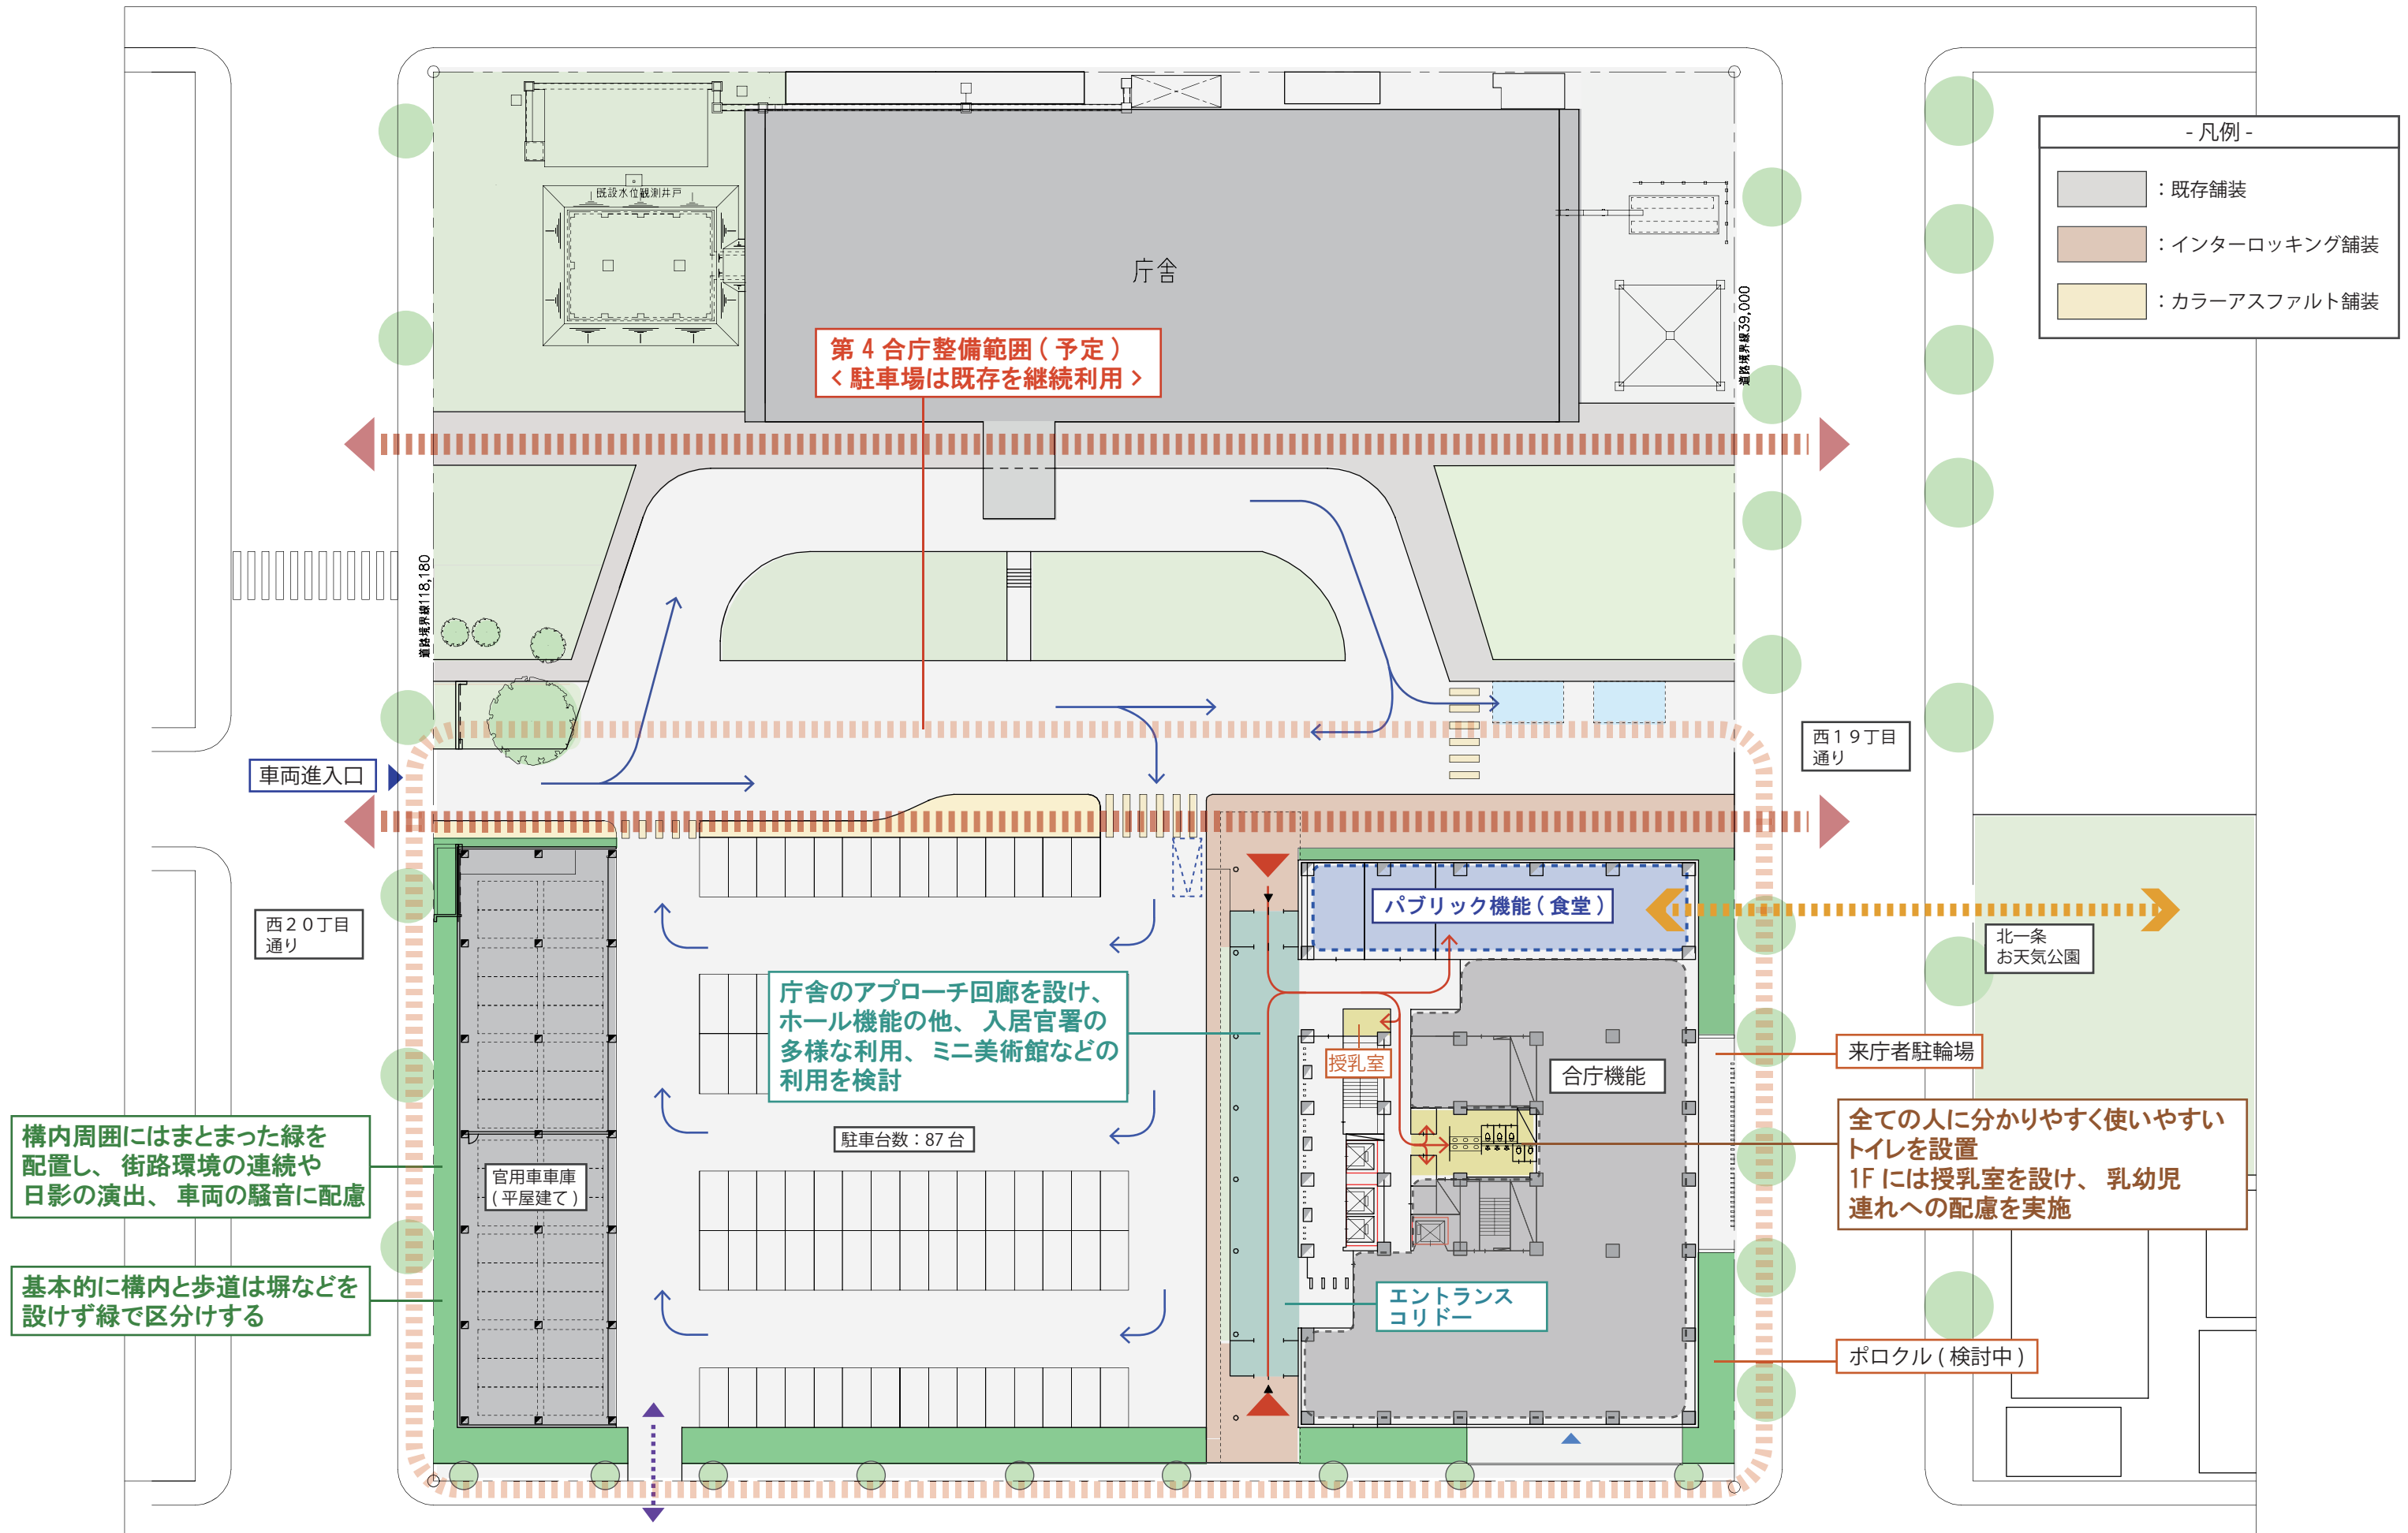 - 凡例 -
：既存舗装
：インターロッキング舗装
：カラーアスファルト舗装
既設水位観測井戸
庁舎
道路境界線39,000
第4合庁整備範囲(予定)
<駐車場は既存を継続利用>
道路境界線118,180
車両進入口
西19丁目
通り
西20丁目
通り
パブリック機能(食堂)
北一条
お天気公園
庁舎のアプローチ回廊を設け、
ホール機能の他、入居官署の
多様な利用、ミニ美術館などの
利用を検討
授乳室
合庁機能
来庁者駐輪場
構内周囲にはまとまった緑を
配置し、街路環境の連続や
日影の演出、車両の騒音に配慮
駐車台数：87台
官用車車庫
(平屋建て)
全ての人に分かりやすく使いやすい
トイレを設置
1Fには授乳室を設け、乳幼児
連れへの配慮を実施
基本的に構内と歩道は塀などを
設けず緑で区分けする
エントランス
コリドー
ポロクル(検討中)